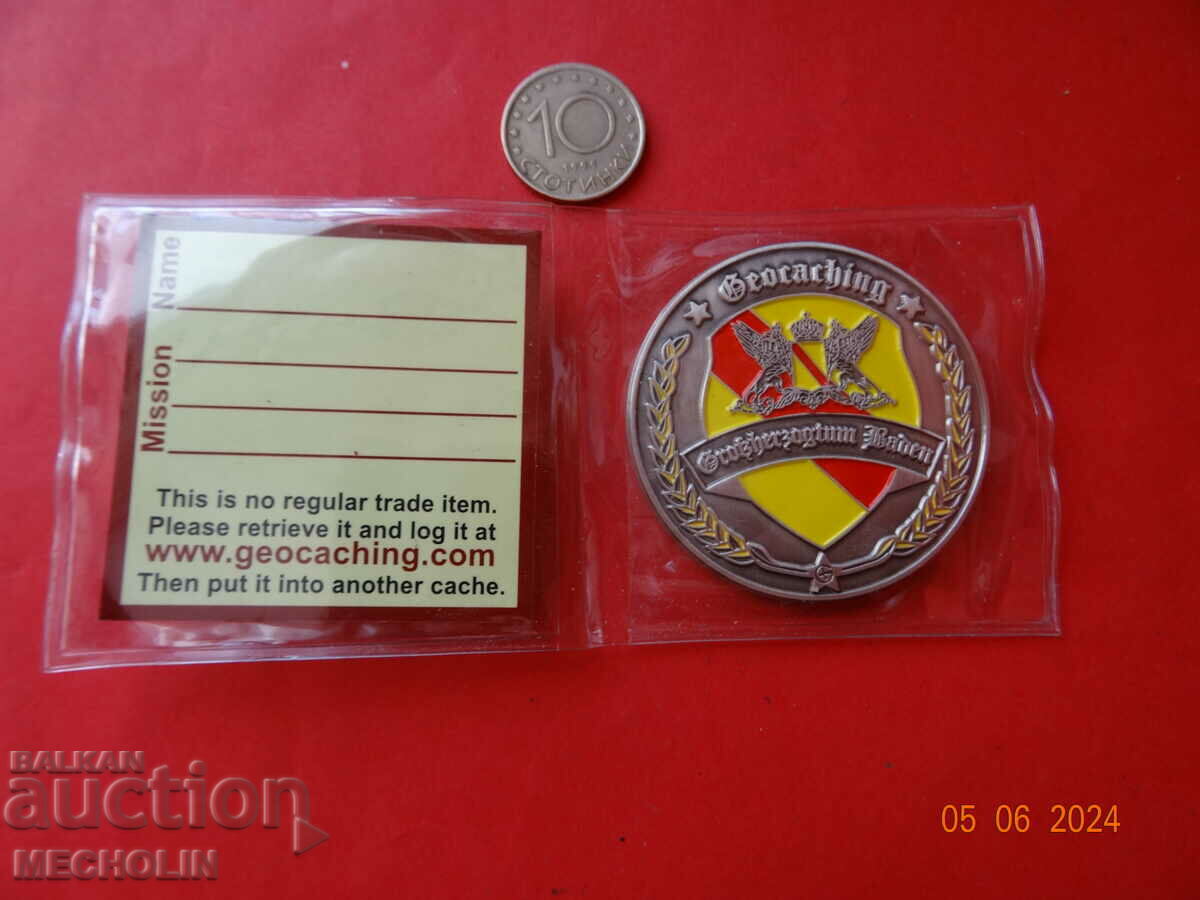 10
СТОТИНКИ
Name
Mission
This is no regular trade item.
Please retrieve it and log it at
www.geocaching.com
Then put it into another cache.
Geocaching
Großherzogtum Baden
BALKAN
auction
MECHOLIN
05 06 2024